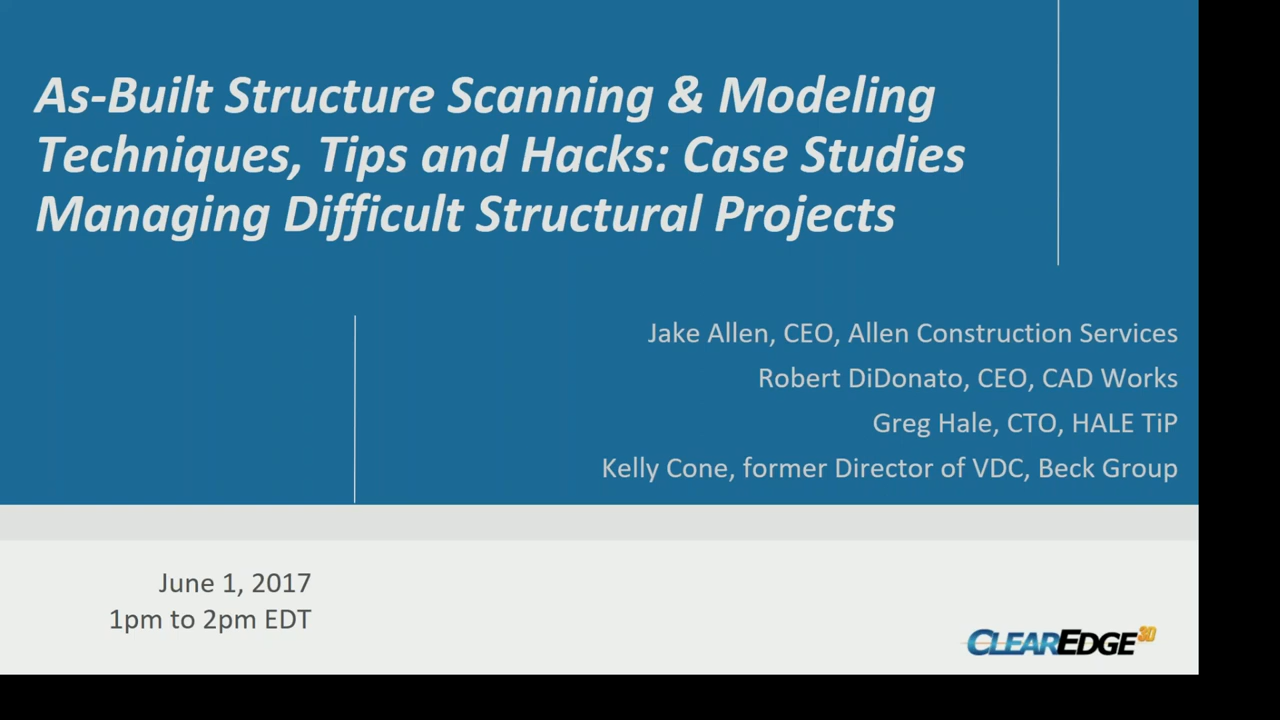 As-Built Structure Scanning & Modeling
Techniques, Tips and Hacks: Case Studies
Managing Difficult Structural Projects
Jake Allen, CEO, Allen Construction Services
Robert DiDonato, CEO, CAD Works
Greg Hale, CTO, HALE TiP
Kelly Cone, former Director of VDC, Beck Group
June 1, 2017
1pm to 2pm EDT
CLEAREDGE3D